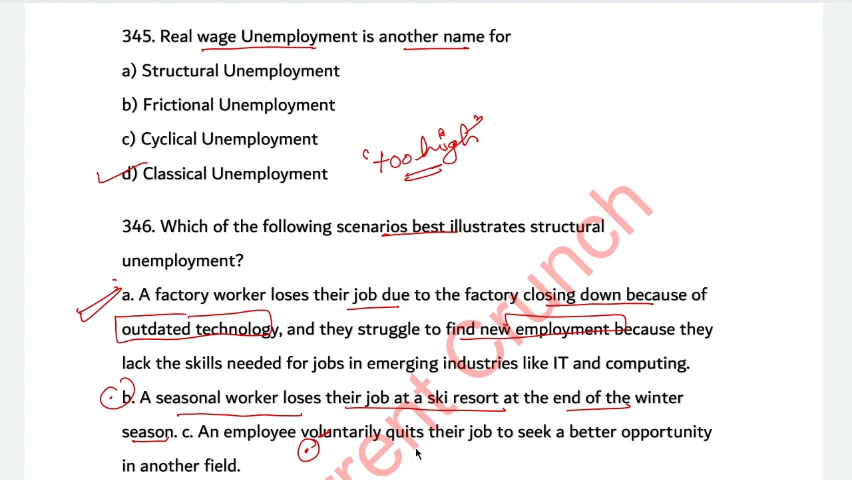 345. Real wage Unemployment is another name for
a) Structural Unemployment
b) Frictional Unemployment
c) Cyclical Unemployment
"too high"
d) Classical Unemployment
346. Which of the following scenarios best illustrates structural
unemployment?
a. A factory worker loses their job due to the factory closing down because of
outdated technology, and they struggle to find new employment because they
lack the skills needed for jobs in emerging industries like IT and computing.
b. A seasonal worker loses their job at a ski resort at the end of the winter
season. c. An employee voluntarily quits their job to seek a better opportunity
in another field.
rrent Crunch